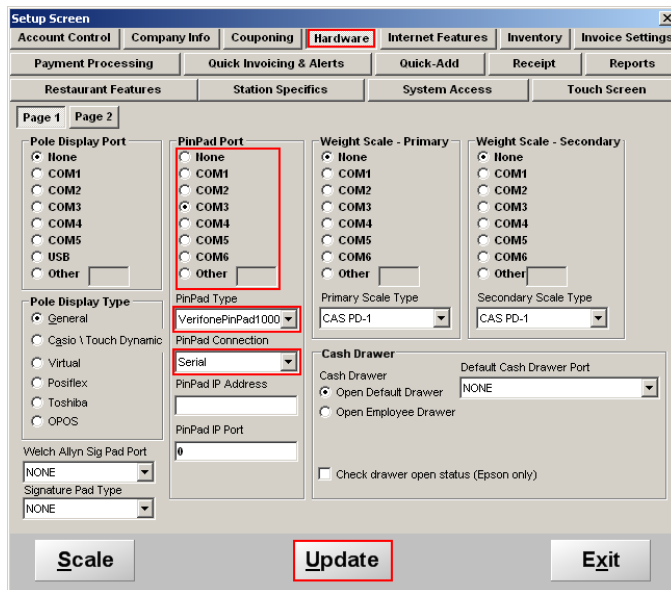 Setup Screen
Account Control Company Info Couponing Hardware Internet Features Inventory Invoice Settings
Payment Processing Quick Invoicing & Alerts Quick-Add Receipt Reports
Restaurant Features Station Specifics System Access Touch Screen
Page 1 Page 2
Pole Display Port
None
COM1
COM2
COM3
COM4
COM5
USB
Other
Pole Display Type
General
Casio \ Touch Dynamic
Virtual
Posiflex
Toshiba
OPOS
Welch Allyn Sig Pad Port
NONE
Signature Pad Type
NONE
PinPad Port
None
COM1
COM2
COM3
COM4
COM5
COM6
Other
PinPad Type
VerifonePinPad1000
PinPad Connection
Serial
PinPad IP Address
PinPad IP Port
0
Weight Scale - Primary
None
COM1
COM2
COM3
COM4
COM5
COM6
Other
Primary Scale Type
CAS PD-1
Weight Scale - Secondary
None
COM1
COM2
COM3
COM4
COM5
COM6
Other
Secondary Scale Type
CAS PD-1
Cash Drawer
Cash Drawer
Open Default Drawer
Open Employee Drawer
Default Cash Drawer Port
NONE
Check drawer open status (Epson only)
Scale Update Exit